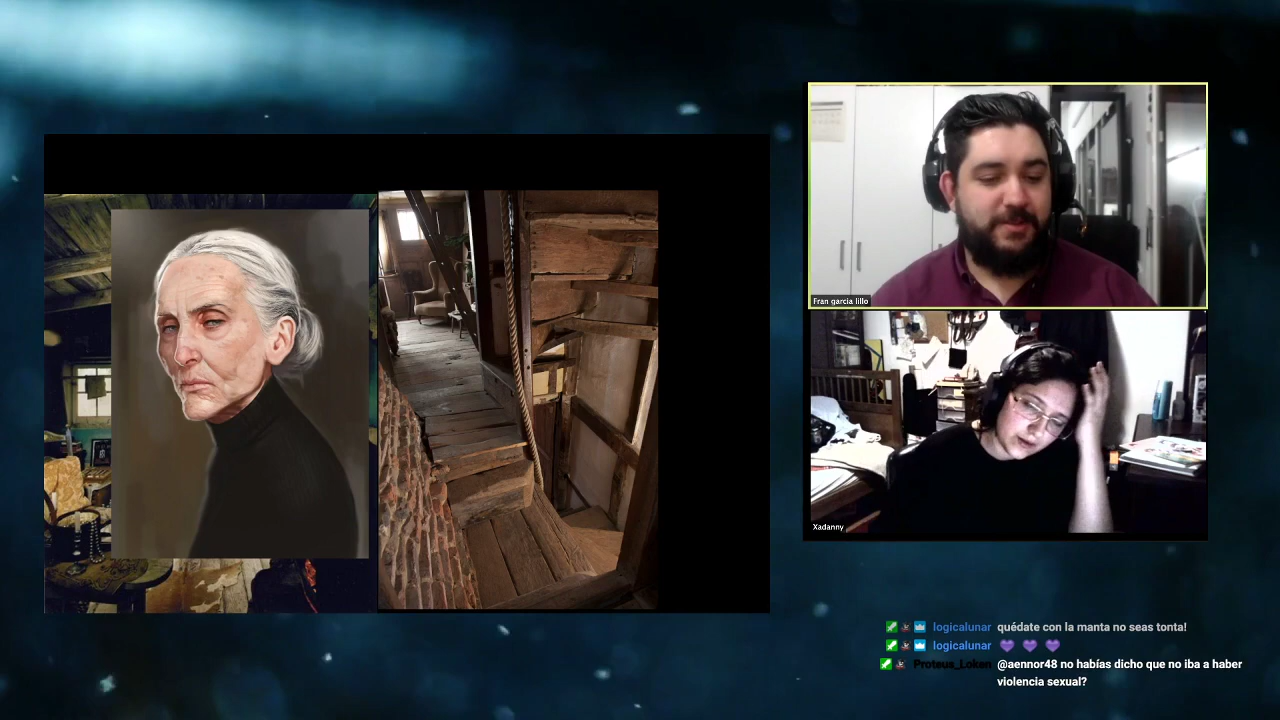 Fran garcia lillo
Xadanny
logicalunar quédate con la manta no seas tonta!
logicalunar
Proteus_Loken @aennor48 no habías dicho que no iba a haber
violencia sexual?